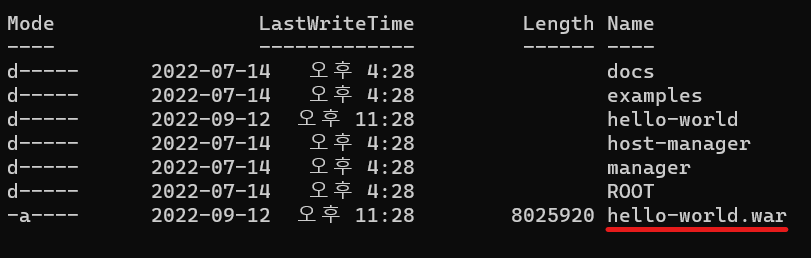 Mode LastWriteTime Length Name
---- ------------- ------ ----
d----- 2022-07-14 오후 4:28 docs
d----- 2022-07-14 오후 4:28 examples
d----- 2022-09-12 오후 11:28 hello-world
d----- 2022-07-14 오후 4:28 host-manager
d----- 2022-07-14 오후 4:28 manager
d----- 2022-07-14 오후 4:28 ROOT
-a---- 2022-09-12 오후 11:28 8025920 hello-world.war